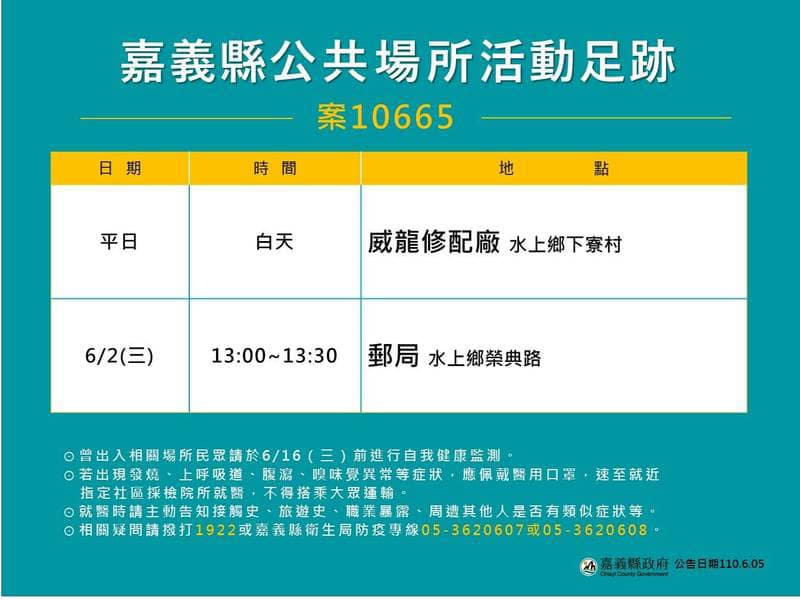 嘉義縣公共場所活動足跡
案10665
日 期 時 間 地 點
平日 白天 威龍修配廠 水上鄉下寮村
6/2(三) 13:00~13:30 郵局 水上鄉榮典路
⊙曾出入相關場所民眾請於6/16(三)前進行自我健康監測。
⊙若出現發燒、上呼吸道、腹瀉、嗅味覺異常等症狀，應佩戴醫用口罩，速至就近
指定社區採檢院所就醫，不得搭乘大眾運輸。
⊙就醫時請主動告知接觸史、旅遊史、職業暴露、周遭其他人是否有類似症狀等。
⊙相關疑問請撥打1922或嘉義縣衛生局防疫專線05-3620607或05-3620608。
嘉義縣政府 公告日期110.6.05
Chiayi County Government